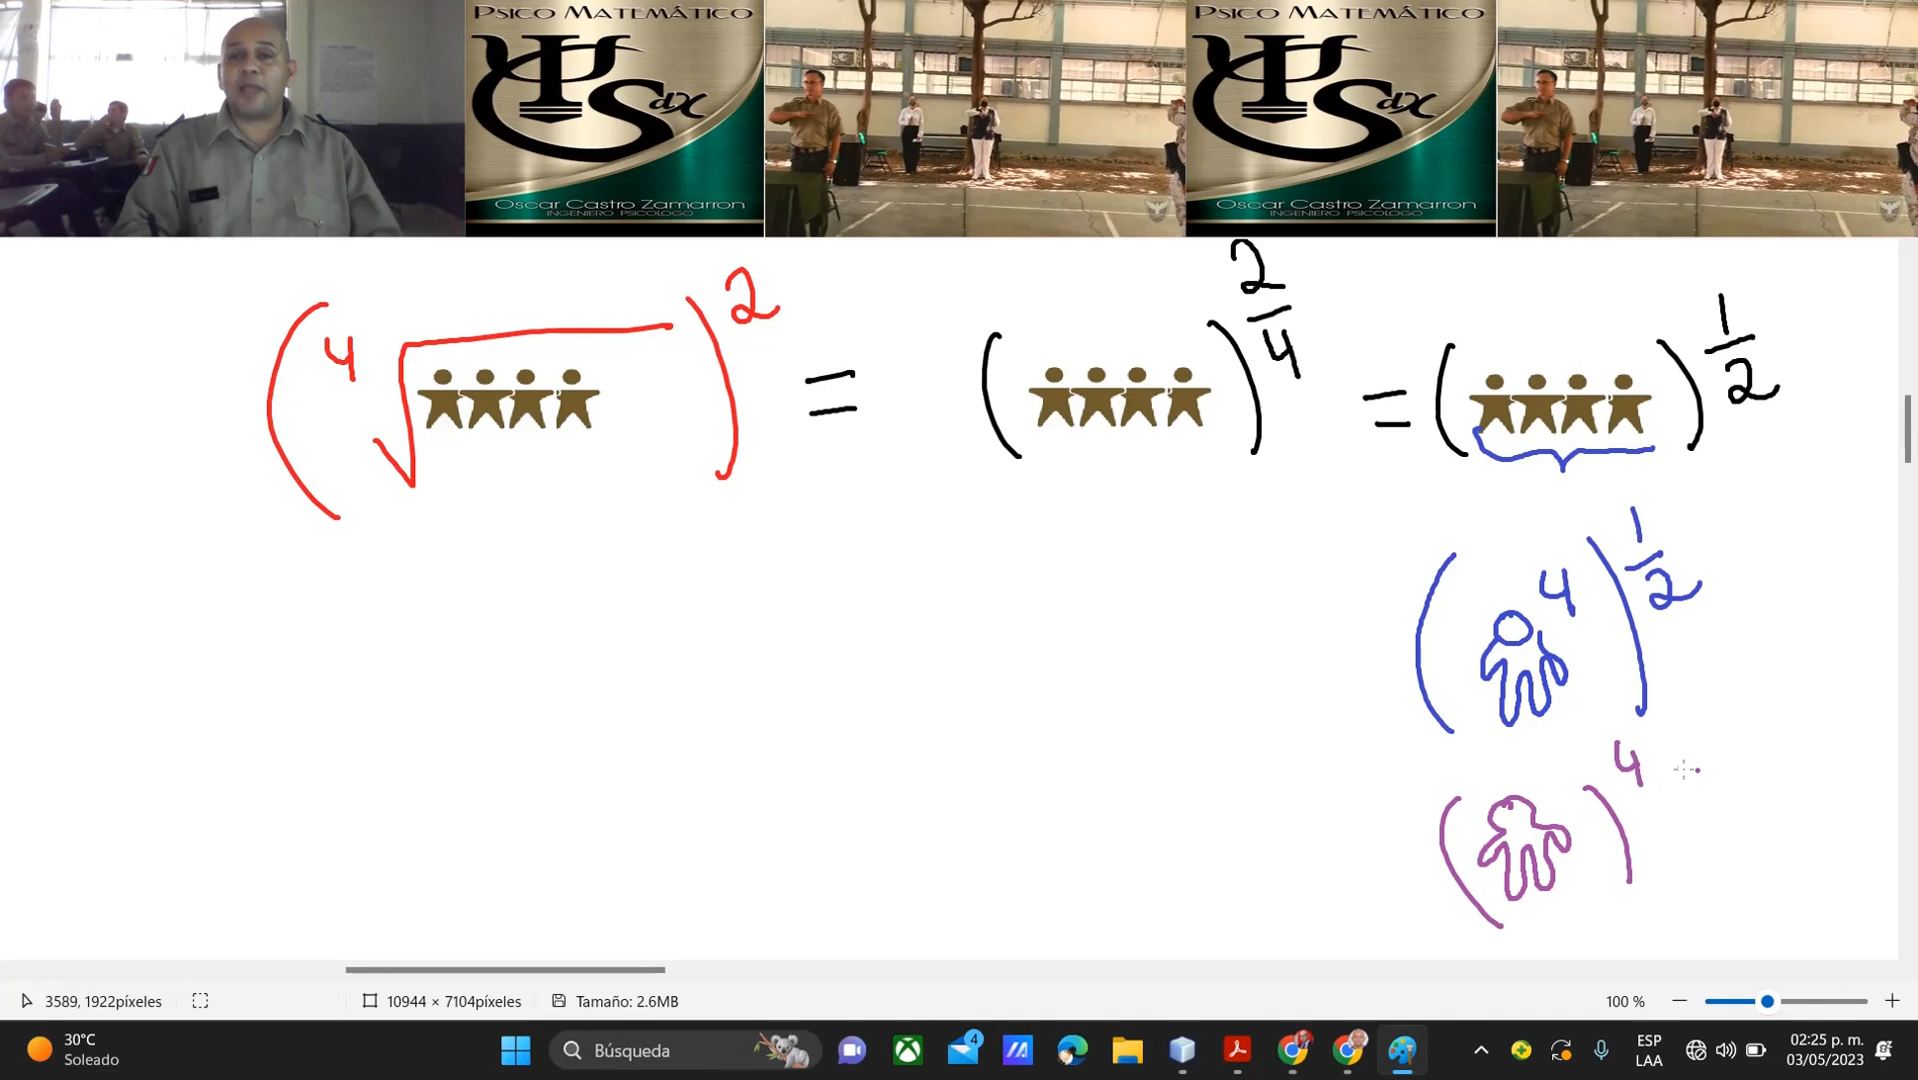 PSICO MATEMÁTICO
dx
Oscar Castro Zamarron
INGENIERO PSICOLOGO
PSICO MATEMÁTICO
dx
Oscar Castro Zamarron
INGENIERO PSICOLOGO
( 4 √ ) 2 = ( ) 2/4 = ( ) 1/2
( 4 ) 1/2
( ) 4
3589, 1922píxeles 10944 × 7104píxeles Tamaño: 2.6MB 100 %
30°C
Soleado
Búsqueda
4
ESP
LAA
02:25 p. m.
03/05/2023